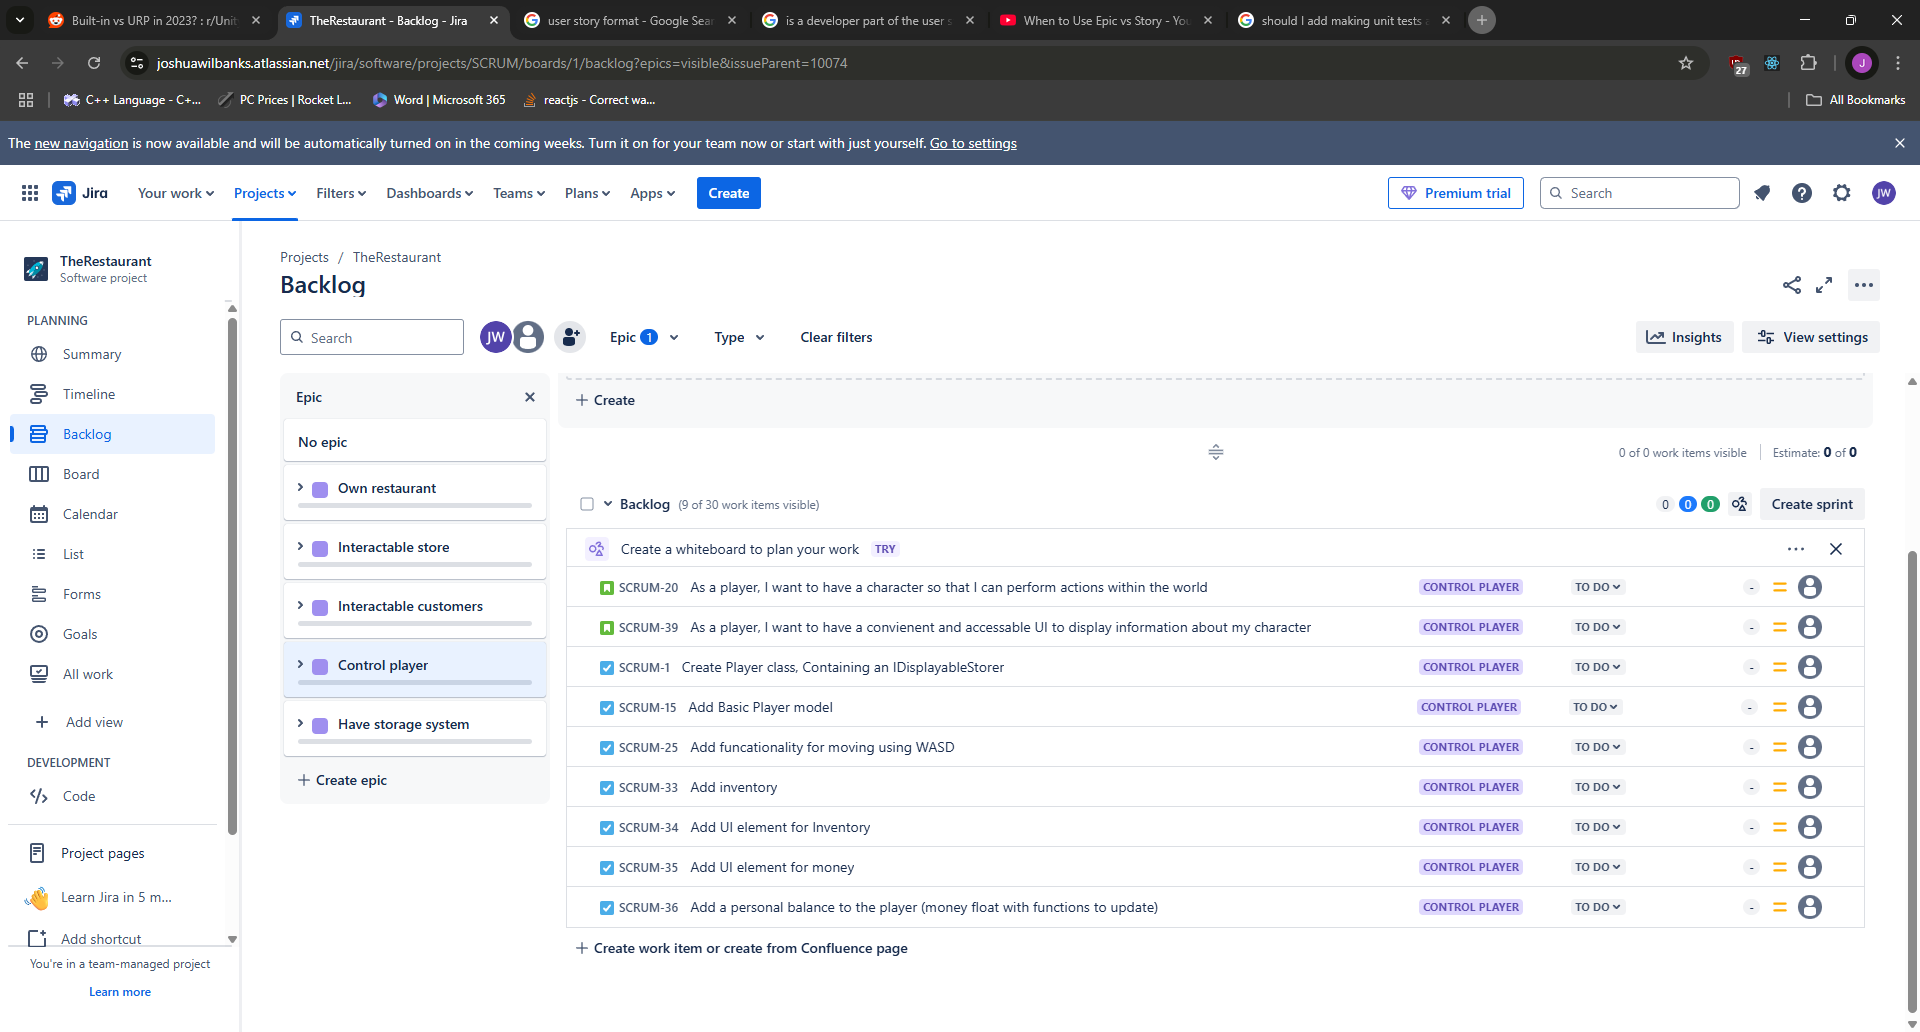 Built-in vs URP in 2023? : r/Unit
TheRestaurant - Backlog - Jira
user story format - Google Sear
is a developer part of the user s
When to Use Epic vs Story - You
should I add making unit tests a
joshuawilbanks.atlassian.net/jira/software/projects/SCRUM/boards/1/backlog?epics=visible&issueParent=10074
27
J
C++ Language - C+...
PC Prices | Rocket L...
Word | Microsoft 365
reactjs - Correct wa...
All Bookmarks
The new navigation is now available and will be automatically turned on in the coming weeks. Turn it on for your team now or start with just yourself. Go to settings
Jira
Your work
Projects
Filters
Dashboards
Teams
Plans
Apps
Create
Premium trial
Search
JW
TheRestaurant
Software project
PLANNING
Summary
Timeline
Backlog
Board
Calendar
List
Forms
Goals
All work
Add view
DEVELOPMENT
Code
Project pages
Learn Jira in 5 m...
Add shortcut
You're in a team-managed project
Learn more
Projects / TheRestaurant
Backlog
Search
JW
Epic 1
Type
Clear filters
Insights
View settings
Epic
No epic
Own restaurant
Interactable store
Interactable customers
Control player
Have storage system
Create epic
Create
0 of 0 work items visible
Estimate: 0 of 0
Backlog (9 of 30 work items visible)
0 0 0
Create sprint
Create a whiteboard to plan your work TRY
SCRUM-20 As a player, I want to have a character so that I can perform actions within the world CONTROL PLAYER TO DO -
SCRUM-39 As a player, I want to have a convienent and accessable UI to display information about my character CONTROL PLAYER TO DO -
SCRUM-1 Create Player class, Containing an IDisplayableStorer CONTROL PLAYER TO DO -
SCRUM-15 Add Basic Player model CONTROL PLAYER TO DO -
SCRUM-25 Add funcationality for moving using WASD CONTROL PLAYER TO DO -
SCRUM-33 Add inventory CONTROL PLAYER TO DO -
SCRUM-34 Add UI element for Inventory CONTROL PLAYER TO DO -
SCRUM-35 Add UI element for money CONTROL PLAYER TO DO -
SCRUM-36 Add a personal balance to the player (money float with functions to update) CONTROL PLAYER TO DO -
Create work item or create from Confluence page